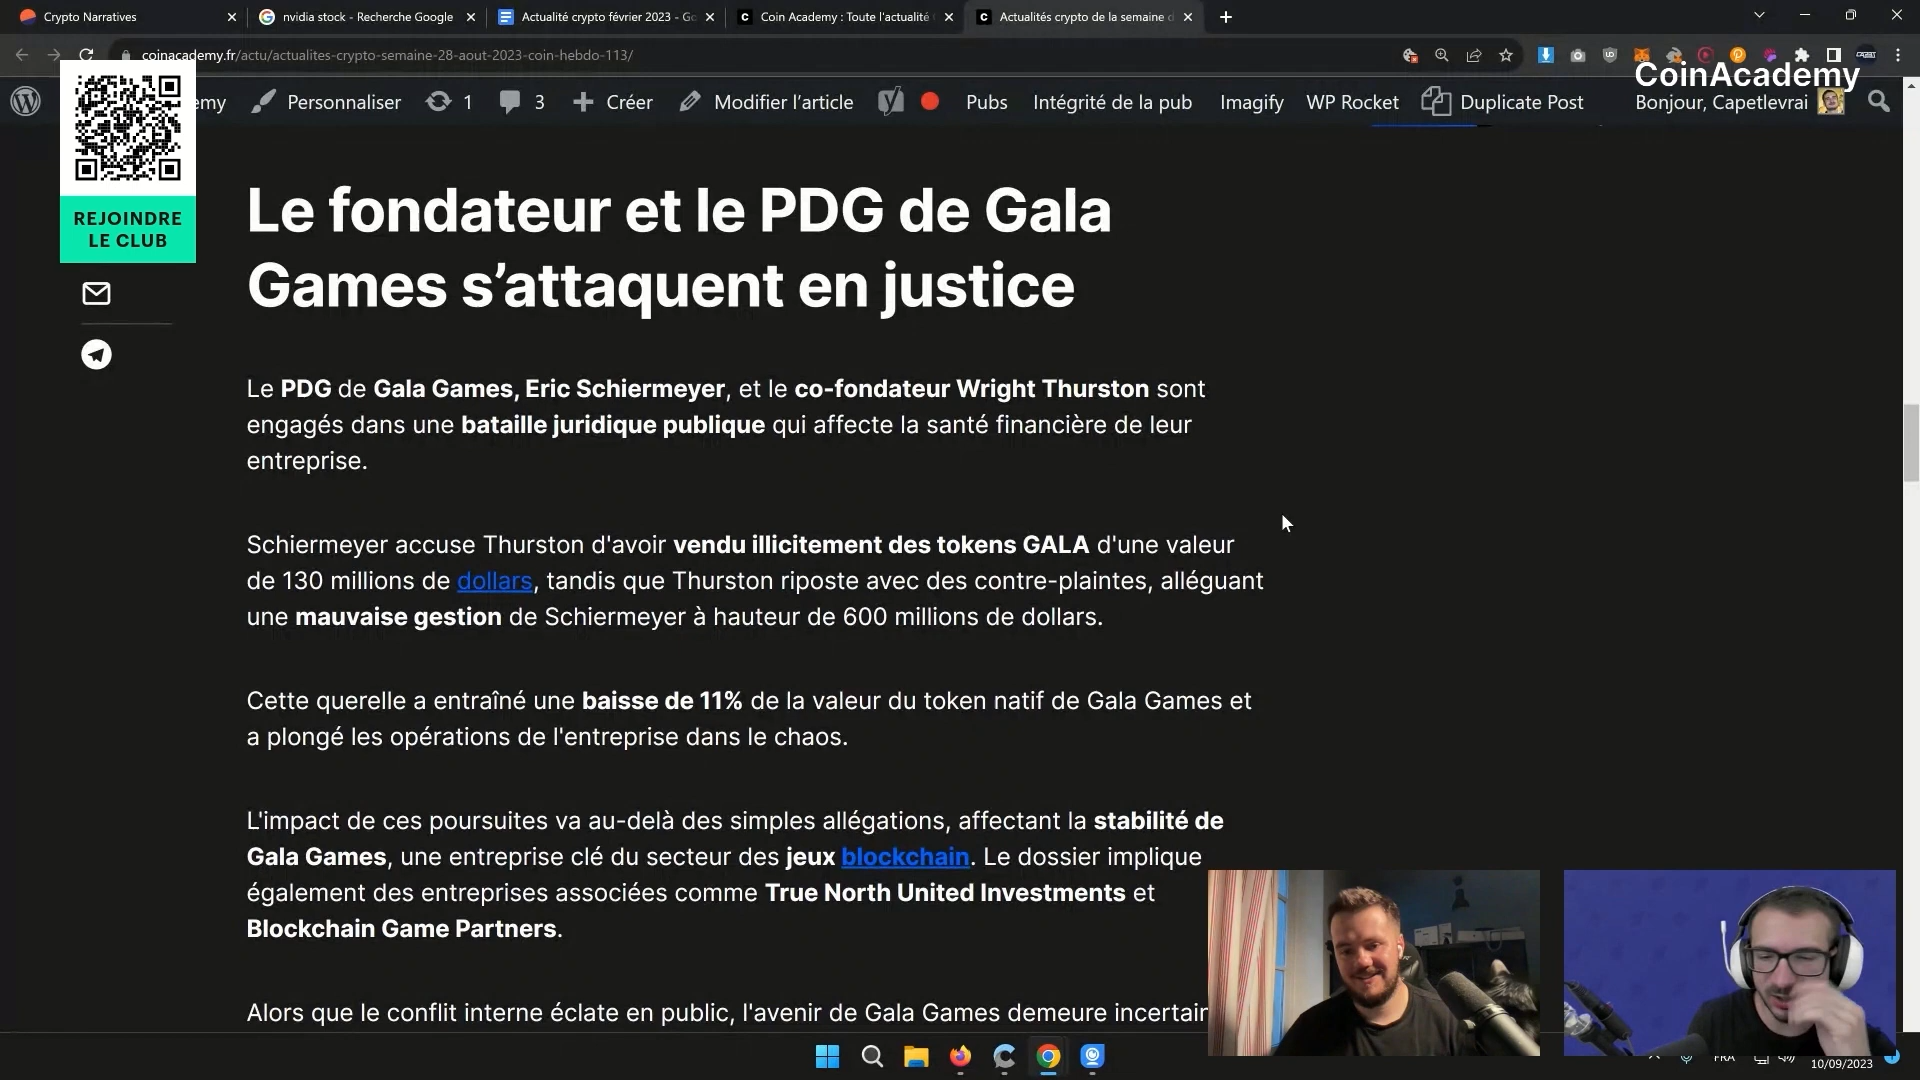 Crypto Narratives
nvidia stock - Recherche Google
Actualité crypto février 2023 - Go
Coin Academy : Toute l'actualité
Actualités crypto de la semaine d
coinacademy.fr/actu/actualites-crypto-semaine-28-aout-2023-coin-hebdo-113/
CoinAcademy
Personnaliser 1 3 Créer Modifier l'article Pubs Intégrité de la pub Imagify WP Rocket Duplicate Post Bonjour, Capetlevrai
REJOINDRE
LE CLUB
Le fondateur et le PDG de Gala
Games s'attaquent en justice
Le PDG de Gala Games, Eric Schiermeyer, et le co-fondateur Wright Thurston sont
engagés dans une bataille juridique publique qui affecte la santé financière de leur
entreprise.
Schiermeyer accuse Thurston d'avoir vendu illicitement des tokens GALA d'une valeur
de 130 millions de dollars, tandis que Thurston riposte avec des contre-plaintes, alléguant
une mauvaise gestion de Schiermeyer à hauteur de 600 millions de dollars.
Cette querelle a entraîné une baisse de 11% de la valeur du token natif de Gala Games et
a plongé les opérations de l'entreprise dans le chaos.
L'impact de ces poursuites va au-delà des simples allégations, affectant la stabilité de
Gala Games, une entreprise clé du secteur des jeux blockchain. Le dossier implique
également des entreprises associées comme True North United Investments et
Blockchain Game Partners.
Alors que le conflit interne éclate en public, l'avenir de Gala Games demeure incertain
FRA
10/09/2023